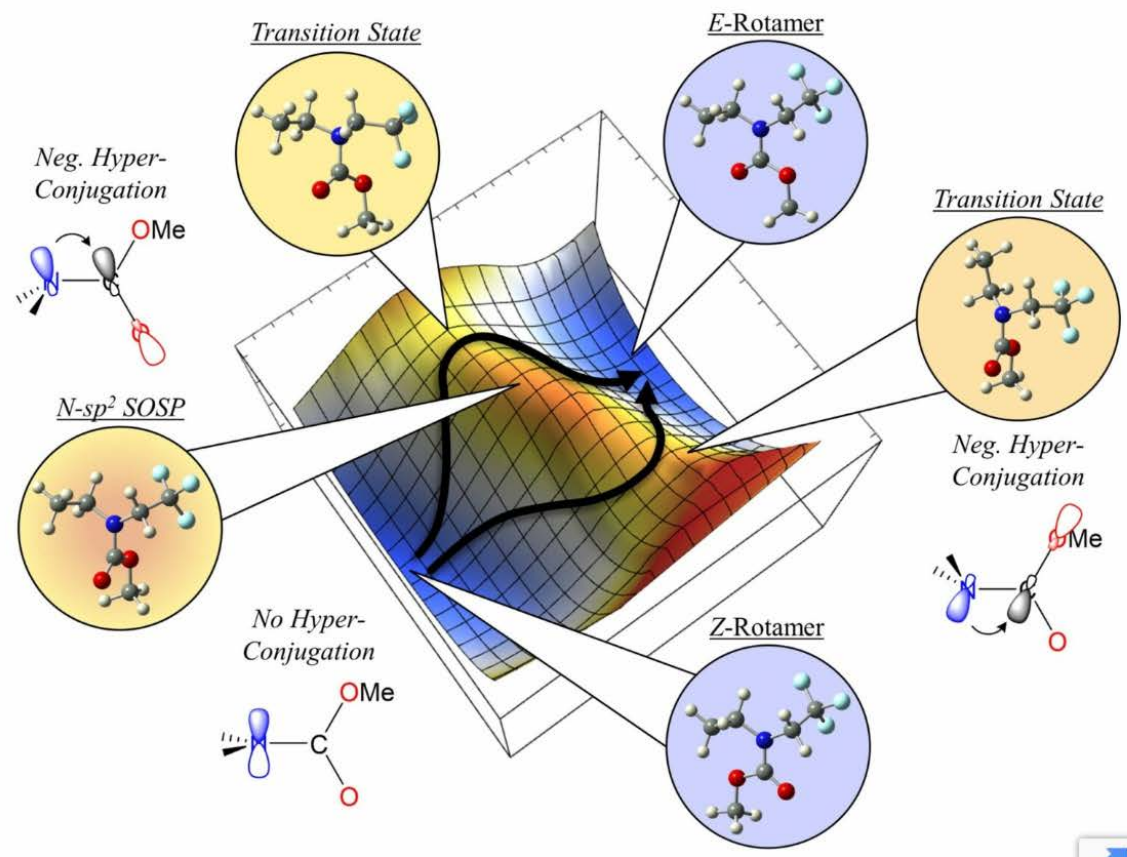 Transition State
E-Rotamer
Neg. Hyper-
Conjugation
N
OMe
O
Transition State
N-sp² SOSP
Neg. Hyper-
Conjugation
N
OMe
O
No Hyper-
Conjugation
N
C
OMe
O
Z-Rotamer